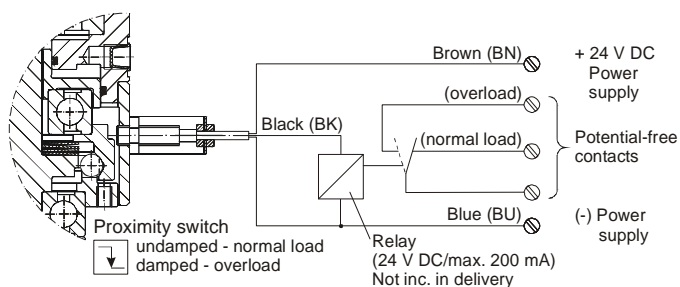 Brown (BN)
+ 24 V DC
Power
supply
(overload)
Black (BK)
(normal load)
Potential-free
contacts
Blue (BU)
(-) Power
supply
Proximity switch
undamped - normal load
damped - overload
Relay
(24 V DC/max. 200 mA)
Not inc. in delivery